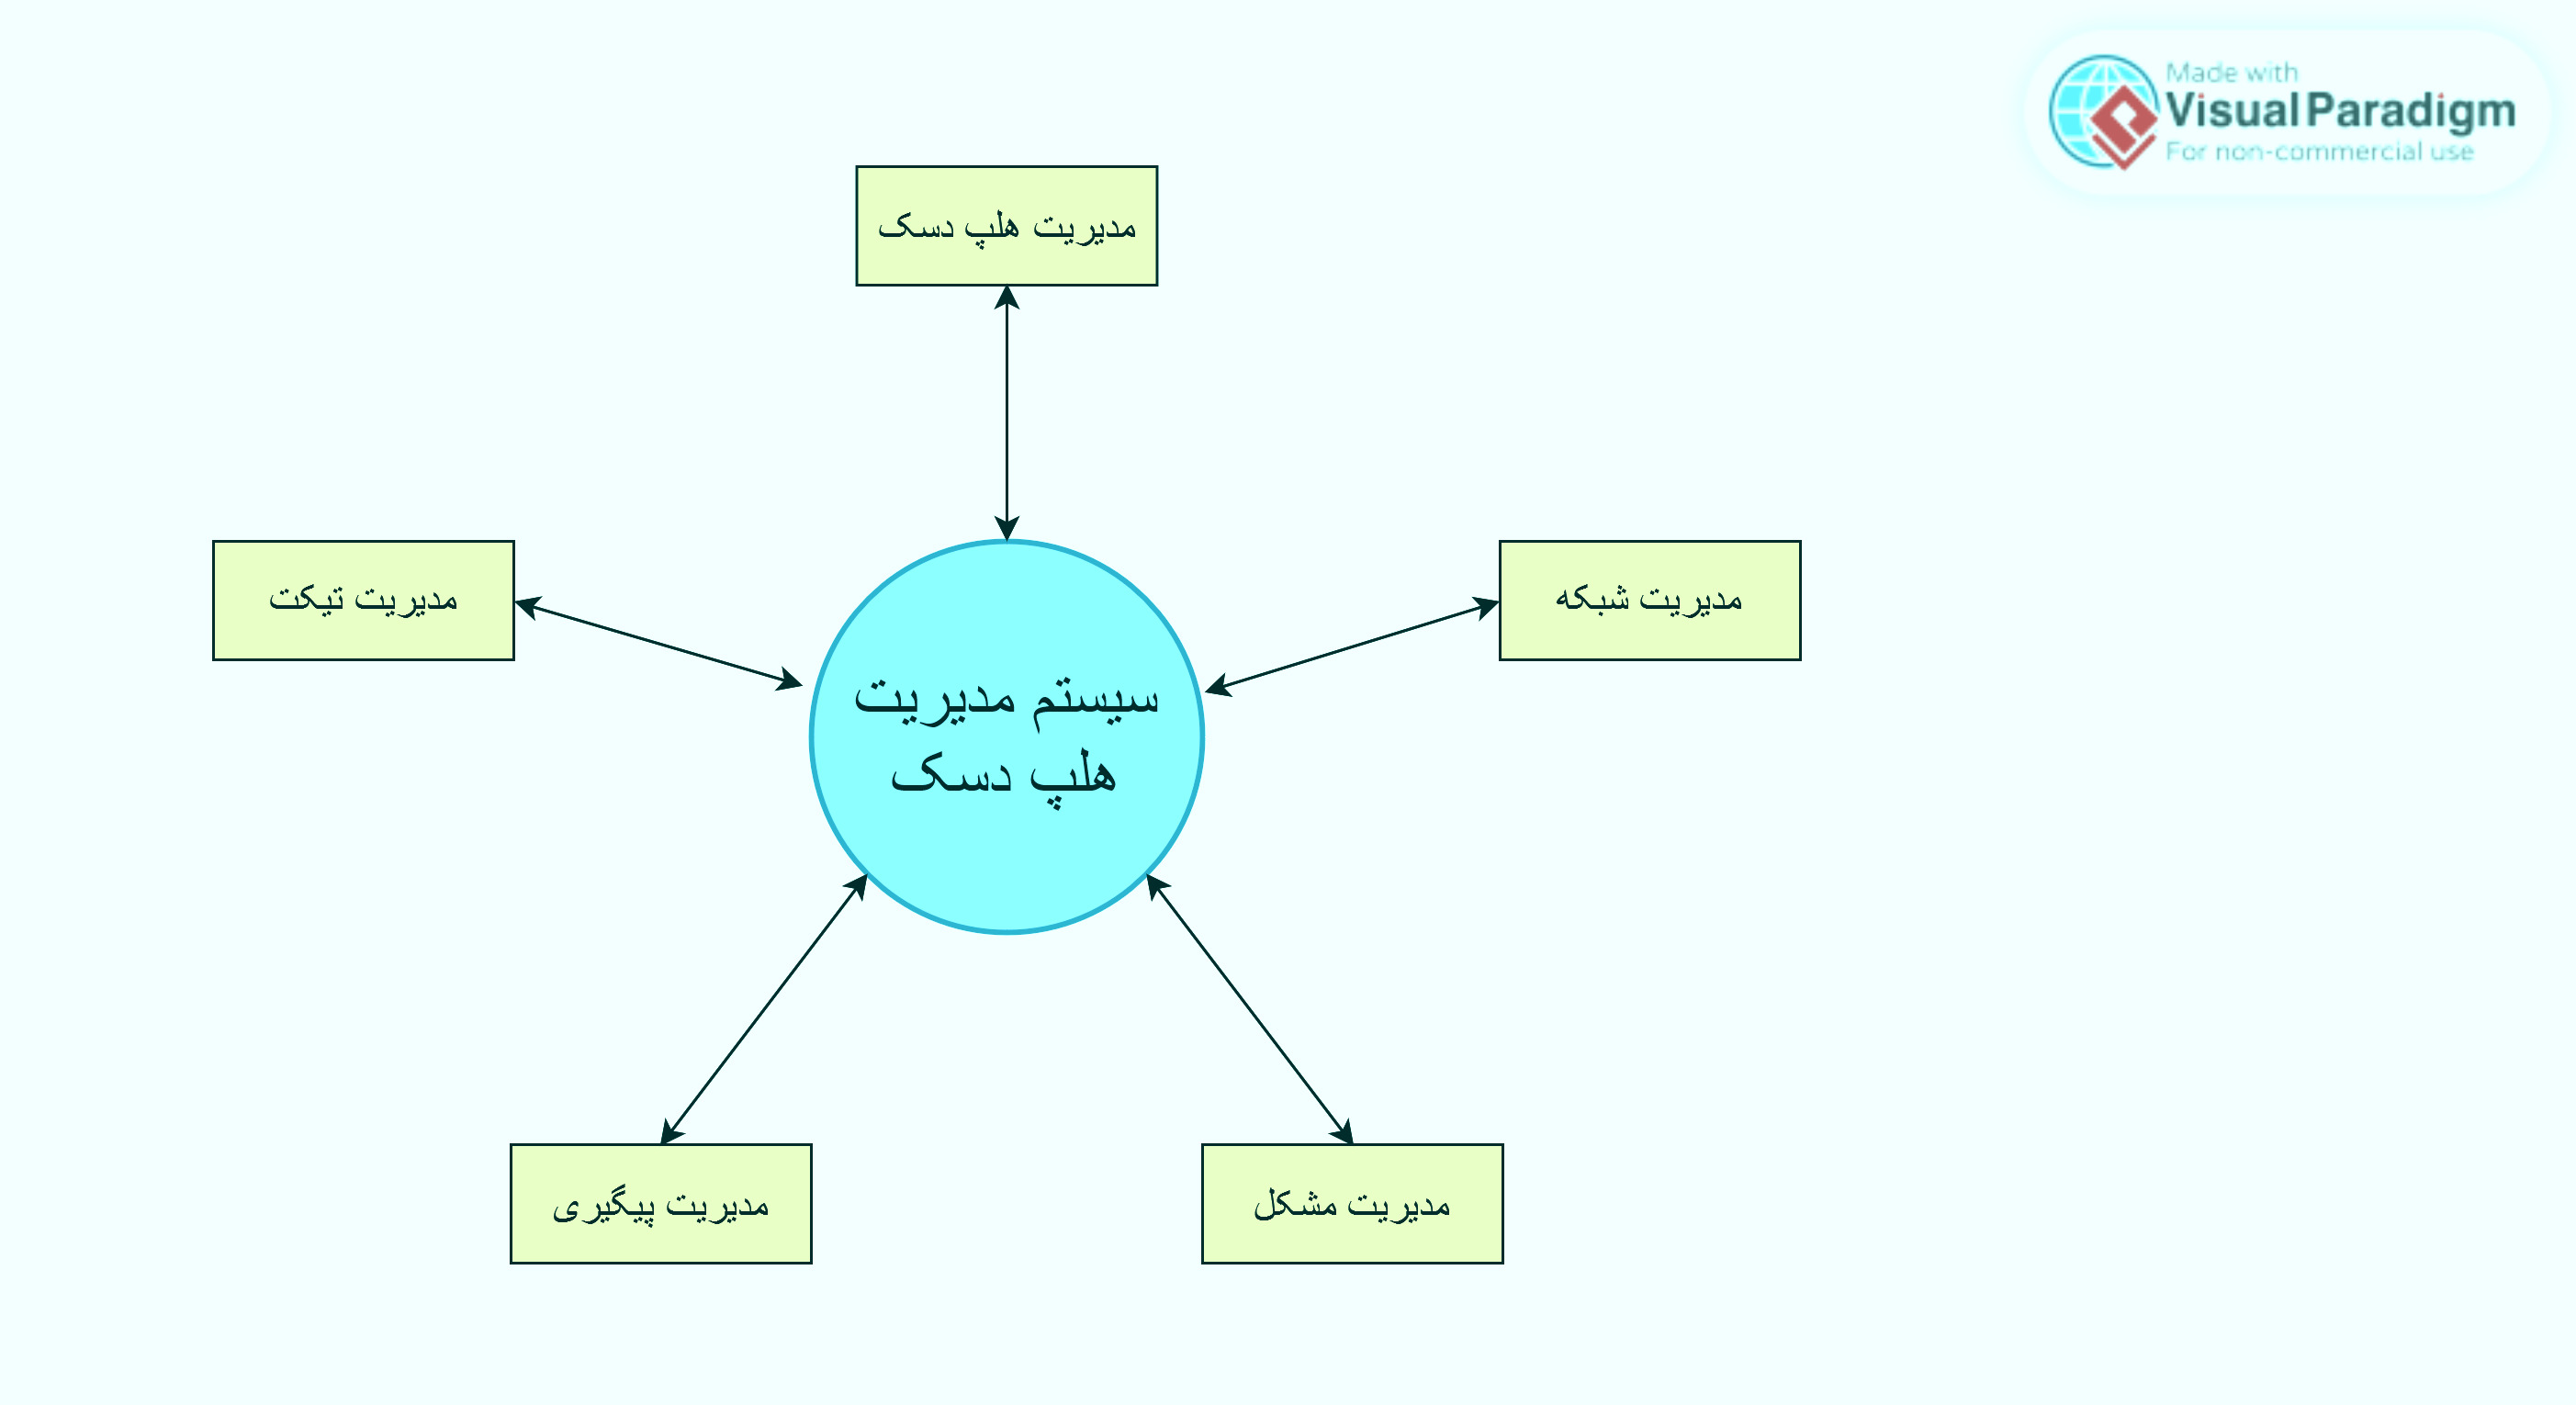 Made with
Visual Paradigm
For non-commercial use
مدیریت هلپ دسک
مدیریت شبکه
مدیریت تیکت
سیستم مدیریت
هلپ دسک
مدیریت مشکل
مدیریت پیگیری